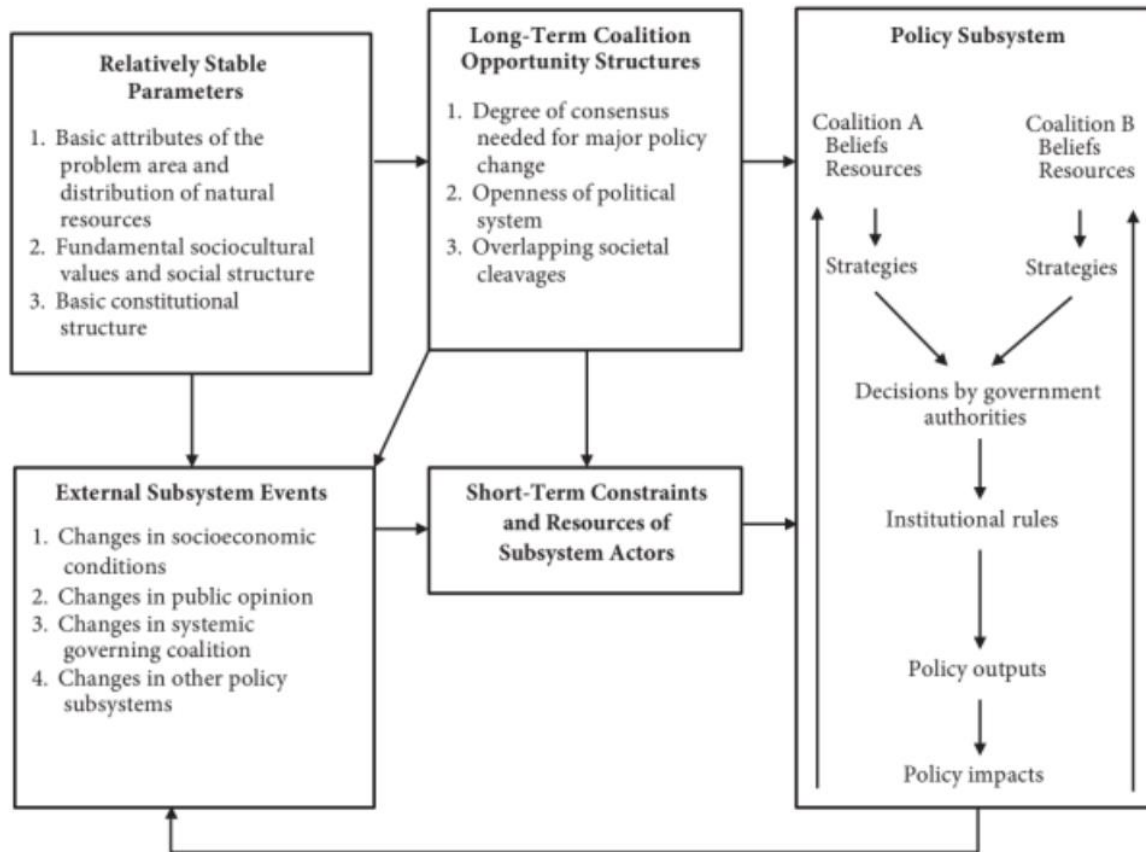 Relatively Stable
Parameters
1. Basic attributes of the
problem area and
distribution of natural
resources
2. Fundamental sociocultural
values and social structure
3. Basic constitutional
structure
Long-Term Coalition
Opportunity Structures
1. Degree of consensus
needed for major policy
change
2. Openness of political
system
3. Overlapping societal
cleavages
External Subsystem Events
1. Changes in socioeconomic
conditions
2. Changes in public opinion
3. Changes in systemic
governing coalition
4. Changes in other policy
subsystems
Short-Term Constraints
and Resources of
Subsystem Actors
Policy Subsystem
Coalition A
Beliefs
Resources
Coalition B
Beliefs
Resources
Strategies
Strategies
Decisions by government
authorities
Institutional rules
Policy outputs
Policy impacts